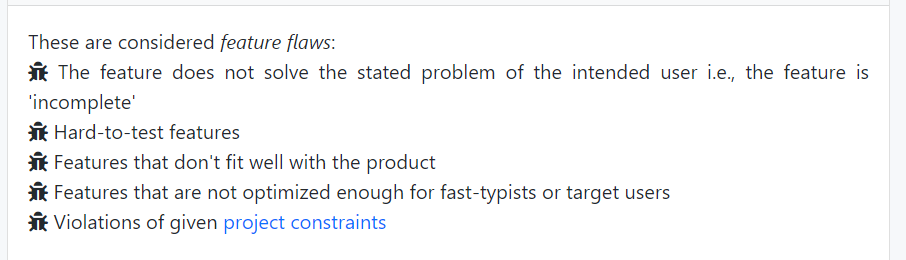 These are considered feature flaws:
The feature does not solve the stated problem of the intended user i.e., the feature is
'incomplete'
Hard-to-test features
Features that don't fit well with the product
Features that are not optimized enough for fast-typists or target users
Violations of given project constraints